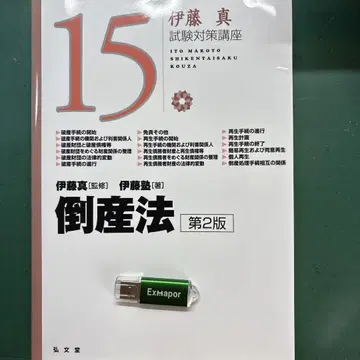 15
伊藤 真
試験対策講座
ITO MAKOTO
SHIKENTAISAKU
KOUZA
▶破産手続の開始
▶破産手続の機関および利害関係人
▶破産財団と破産債権等
▶破産財団をめぐる財産関係の整理
▶破産財団の法律的変動
▶破産手続の進行
▶免責その他
▶再生手続の開始
▶再生手続の機関および利害関係人
▶再生債務者財産と再生債権等
▶再生債務者をめぐる財産関係の整理
▶再生債務者財産の法律的変動
▶再生手続の進行
▶再生計画
▶再生手続の終了
▶簡易再生および同意再生
▶個人再生
▶倒産処理手続相互の関係
伊藤真[監修] 伊藤塾[著]
倒産法 第2版
Exmapor
弘文堂